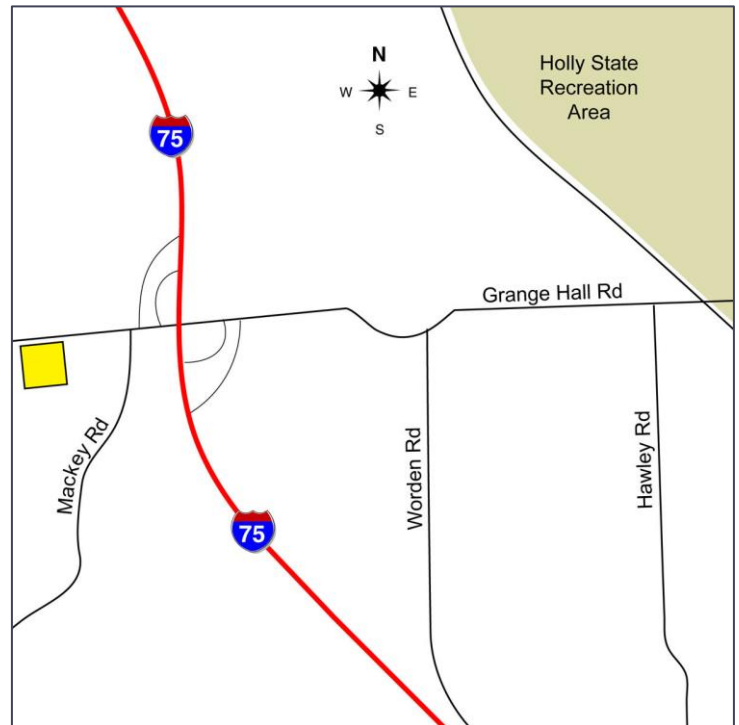 N
W E
S
Holly State
Recreation
Area
75
Grange Hall Rd
Mackey Rd
Worden Rd
Hawley Rd
75